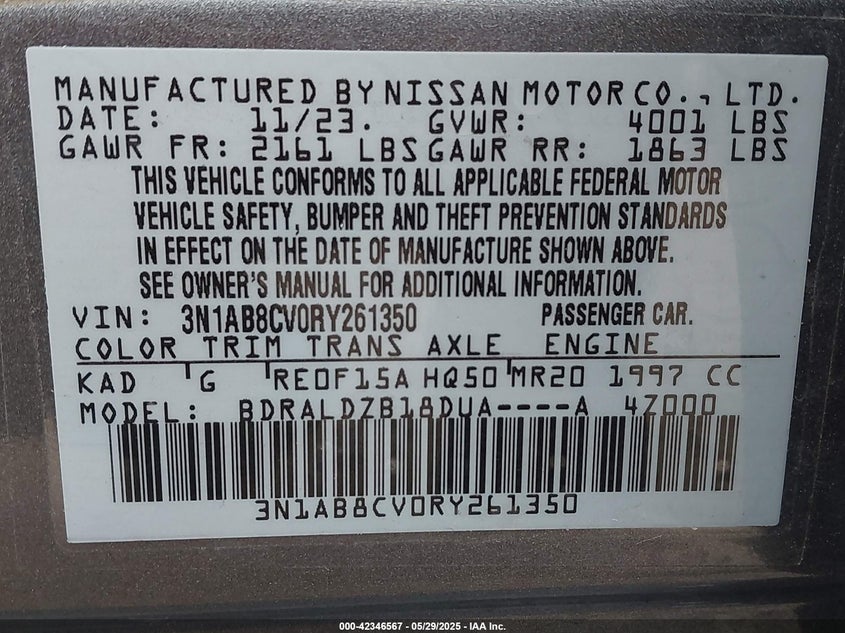 MANUFACTURED BY NISSAN MOTOR CO., LTD.
DATE: 11/23. GVWR: 4001 LBS
GAWR FR: 2161 LBS GAWR RR: 1863 LBS
THIS VEHICLE CONFORMS TO ALL APPLICABLE FEDERAL MOTOR
VEHICLE SAFETY, BUMPER AND THEFT PREVENTION STANDARDS
IN EFFECT ON THE DATE OF MANUFACTURE SHOWN ABOVE.
SEE OWNER'S MANUAL FOR ADDITIONAL INFORMATION.
VIN: 3N1AB8CV0RY261350 PASSENGER CAR.
COLOR TRIM TRANS AXLE ENGINE
KAD G RE0F15A HQ50 MR20 1997 CC
MODEL: BDRALDZB18DUA----A 4Z000
3N1AB8CV0RY261350
000-42346567 - 05/29/2025 - IAA Inc.